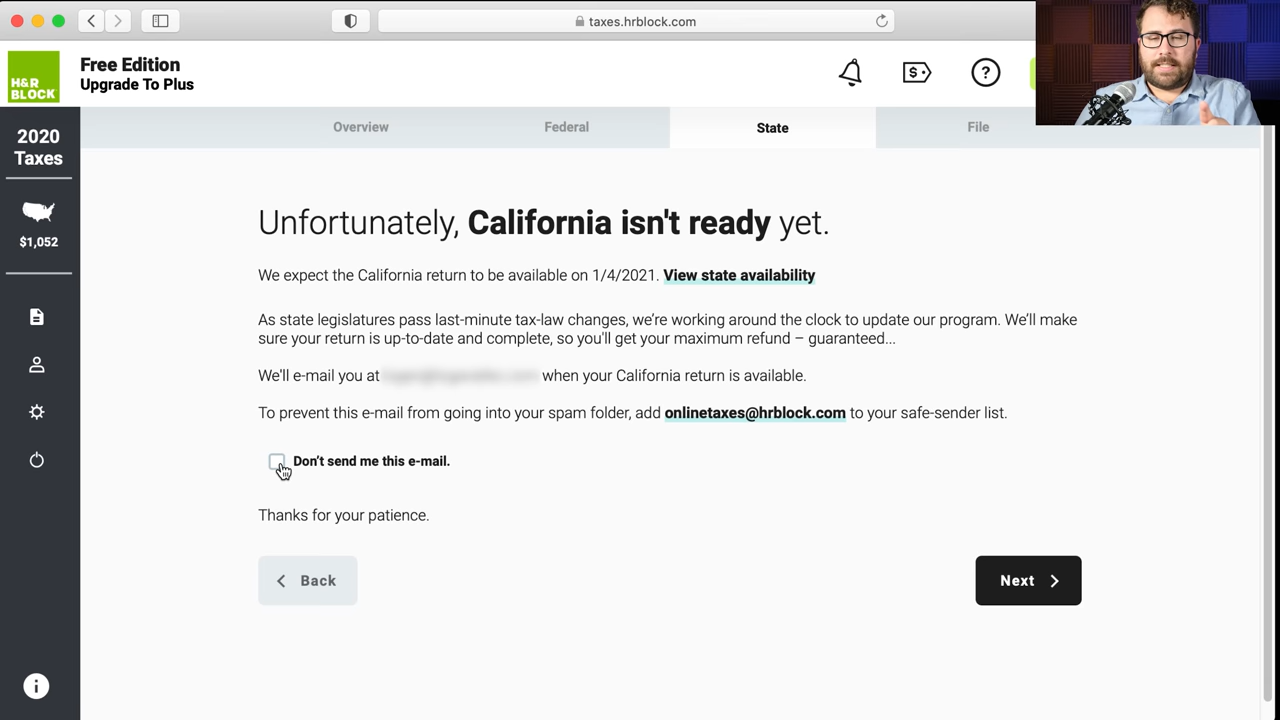 taxes.hrblock.com
H&R
BLOCK
Free Edition
Upgrade To Plus
$
?
2020
Taxes
$1,052
Overview
Federal
State
File
Unfortunately, California isn't ready yet.
We expect the California return to be available on 1/4/2021. View state availability
As state legislatures pass last-minute tax-law changes, we're working around the clock to update our program. We'll make
sure your return is up-to-date and complete, so you'll get your maximum refund – guaranteed...
We'll e-mail you at when your California return is available.
To prevent this e-mail from going into your spam folder, add onlinetaxes@hrblock.com to your safe-sender list.
Don't send me this e-mail.
Thanks for your patience.
Back
Next
i